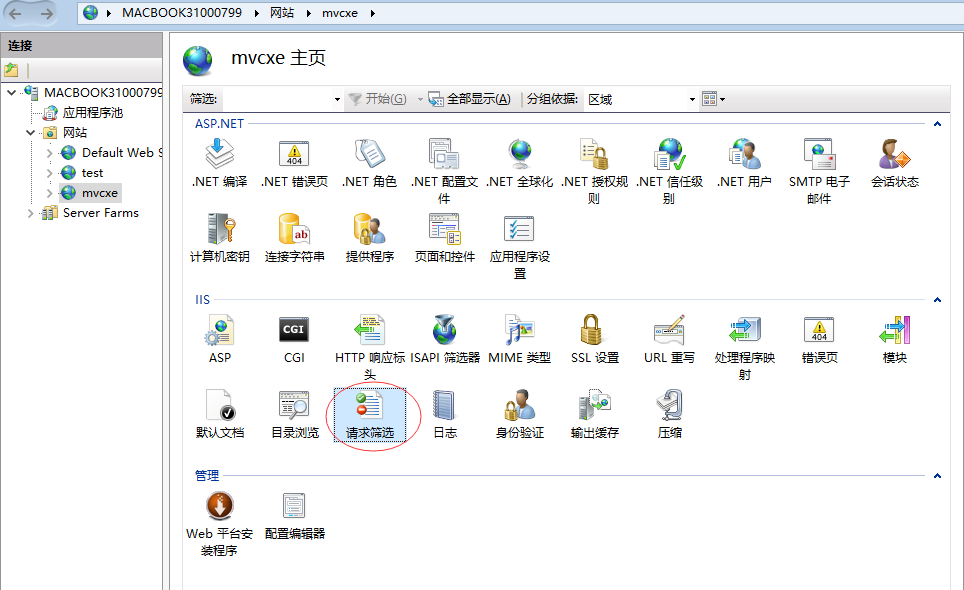 MACBOOK31000799 网站 mvcxe
连接
MACBOOK31000799
应用程序池
网站
Default Web S
test
mvcxe
Server Farms
mvcxe 主页
筛选: 开始(G) 全部显示(A) 分组依据: 区域
ASP.NET
.NET 编译
404
.NET 错误页
.NET 角色
.NET 配置文
件
.NET 全球化
.NET 授权规
则
.NET 信任级
别
.NET 用户
SMTP 电子
邮件
会话状态
计算机密钥
ab
连接字符串
提供程序
页面和控件
应用程序设
置
IIS
ASP
CGI
CGI
HTTP 响应标
头
ISAPI 筛选器
MIME 类型
SSL 设置
URL 重写
处理程序映
射
404
错误页
模块
默认文档
目录浏览
请求筛选
日志
身份验证
输出缓存
压缩
管理
Web 平台安
装程序
配置编辑器